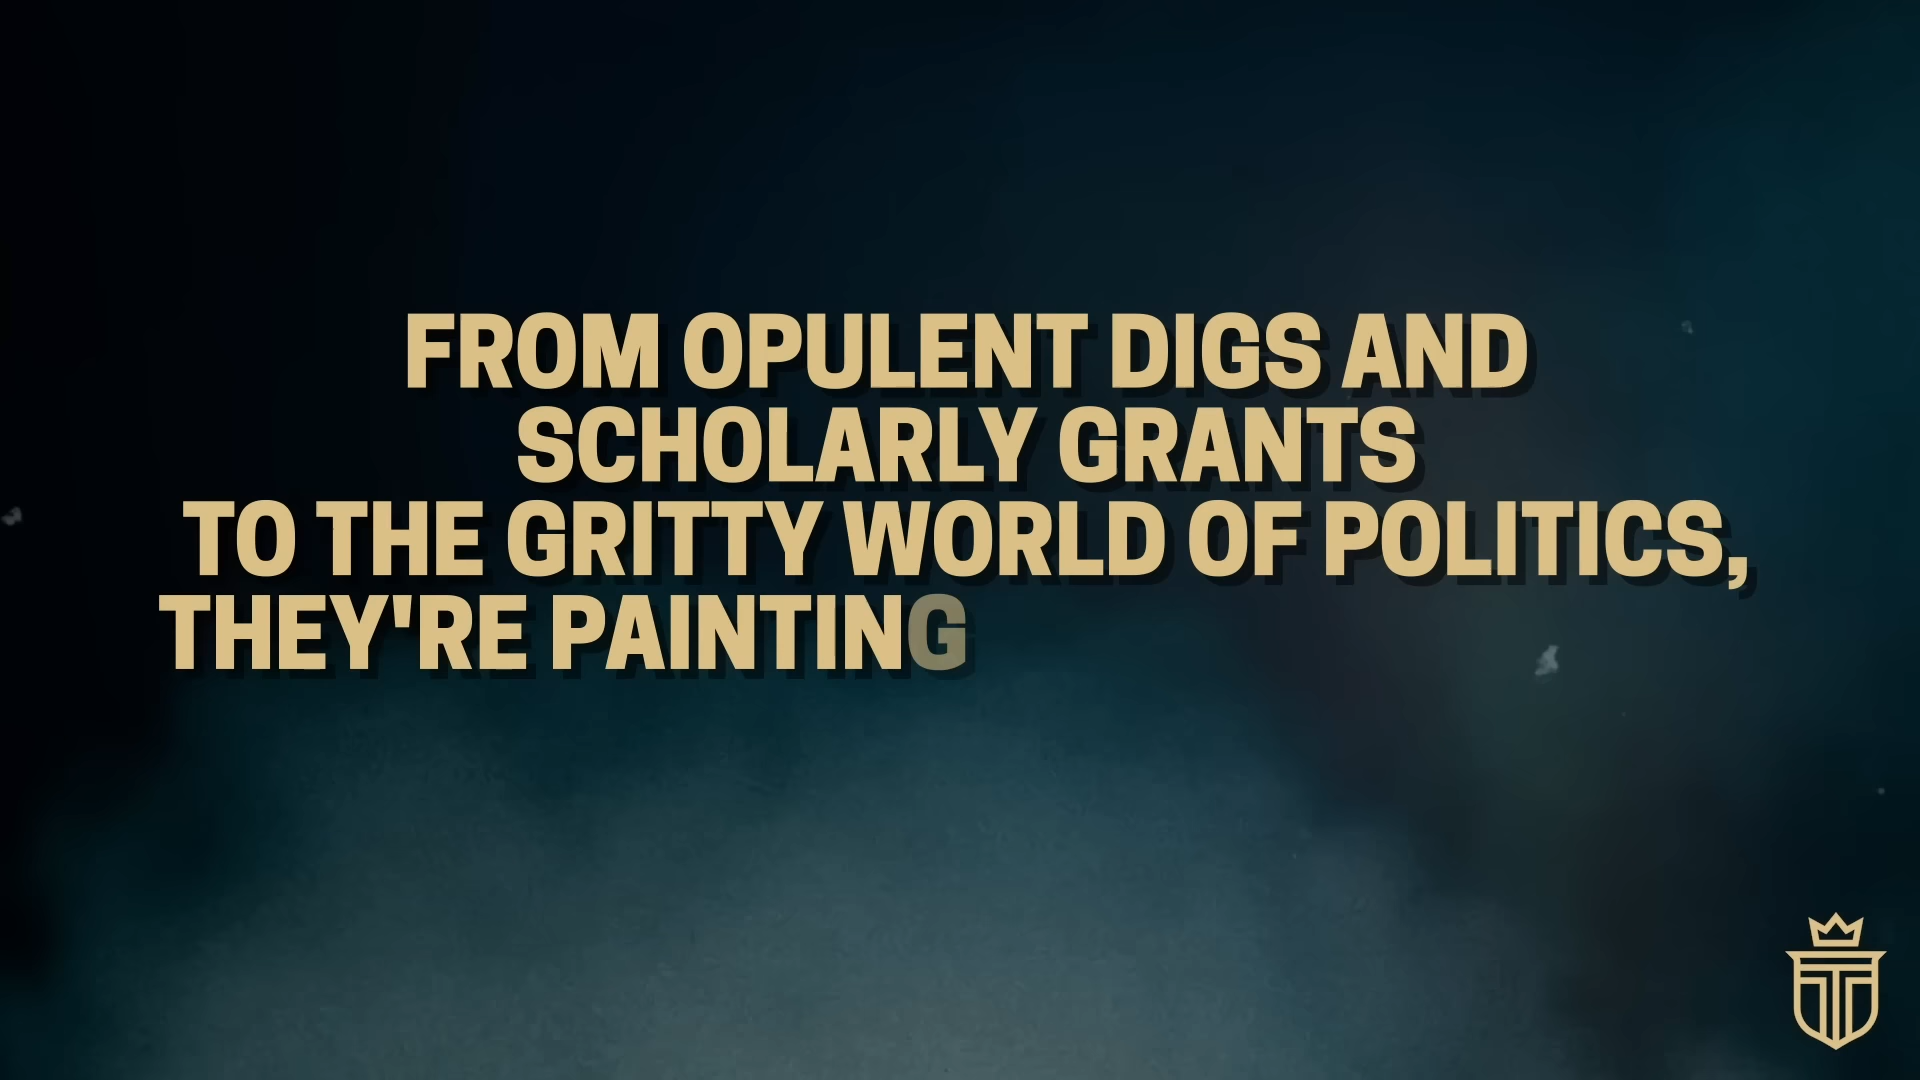 FROM OPULENT DIGS AND
SCHOLARLY GRANTS
TO THE GRITTY WORLD OF POLITICS,
THEY'RE PAINTING